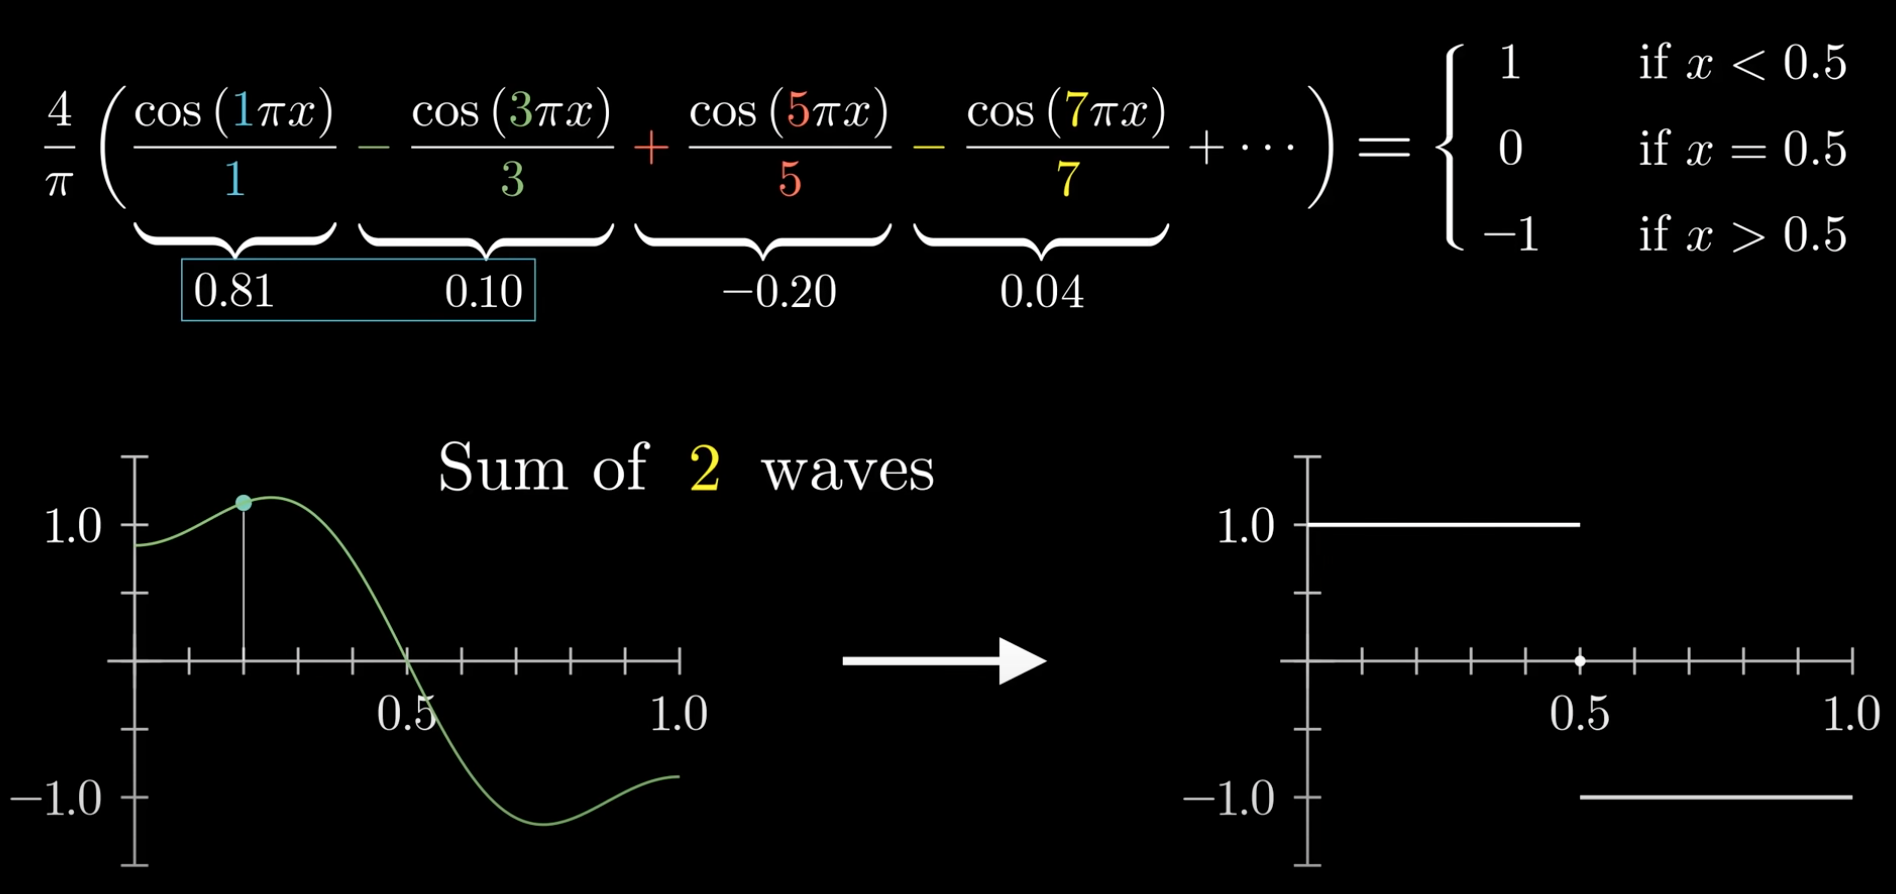 4/π ( cos(1πx)/1 − cos(3πx)/3 + cos(5πx)/5 − cos(7πx)/7 + ··· ) = { 1 if x < 0.5
0 if x = 0.5
−1 if x > 0.5
0.81 0.10 −0.20 0.04
Sum of 2 waves
1.0
0.5 1.0
−1.0
1.0
0.5 1.0
−1.0